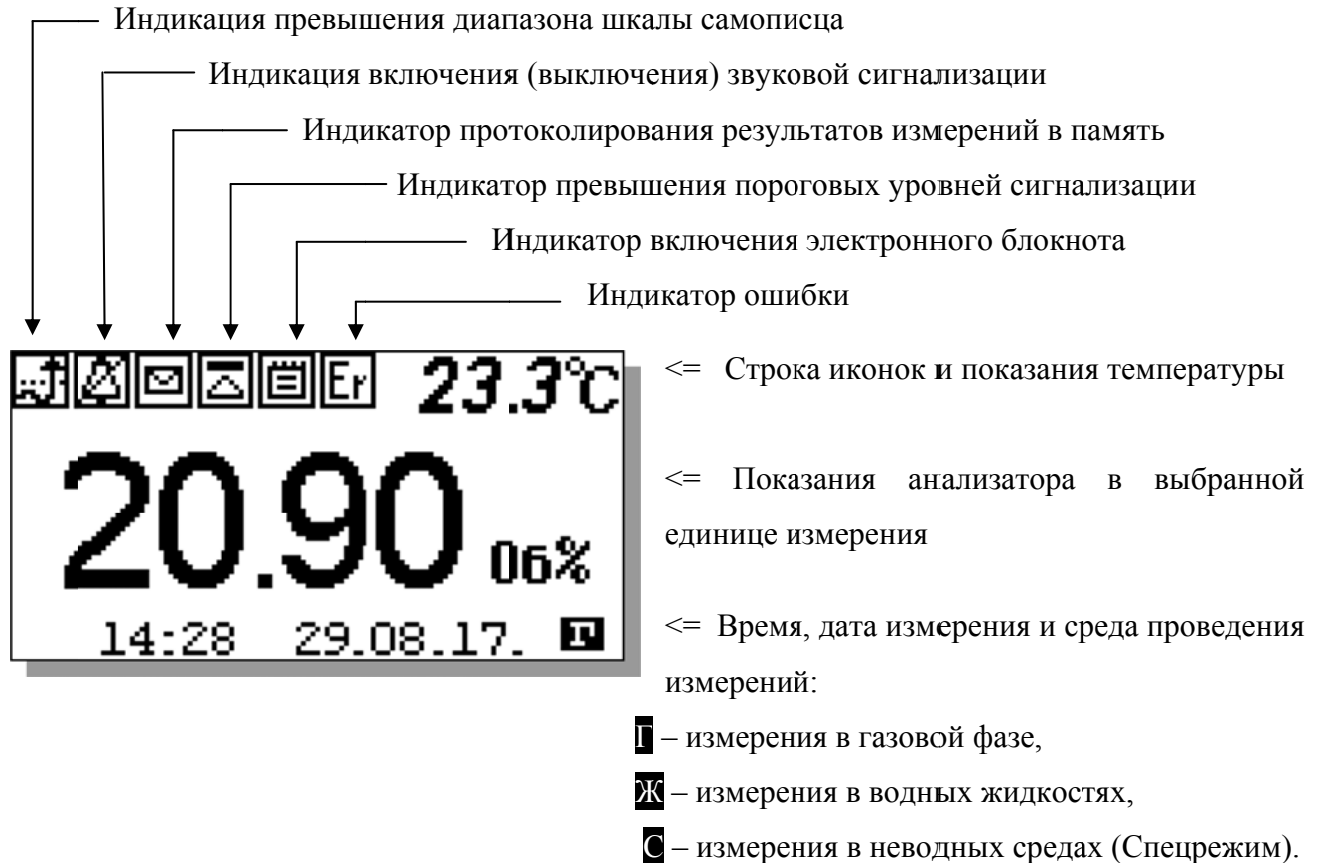 Индикация превышения диапазона шкалы самописца
Индикация включения (выключения) звуковой сигнализации
Индикатор протоколирования результатов измерений в память
Индикатор превышения пороговых уровней сигнализации
Индикатор включения электронного блокнота
Индикатор ошибки
Er 23.3°C
<= Строка иконок и показания температуры
20.90 Об%
<= Показания анализатора в выбранной
единице измерения
14:28 29.08.17. Г
<= Время, дата измерения и среда проведения
измерений:
Г – измерения в газовой фазе,
Ж – измерения в водных жидкостях,
С – измерения в неводных средах (Спецрежим).